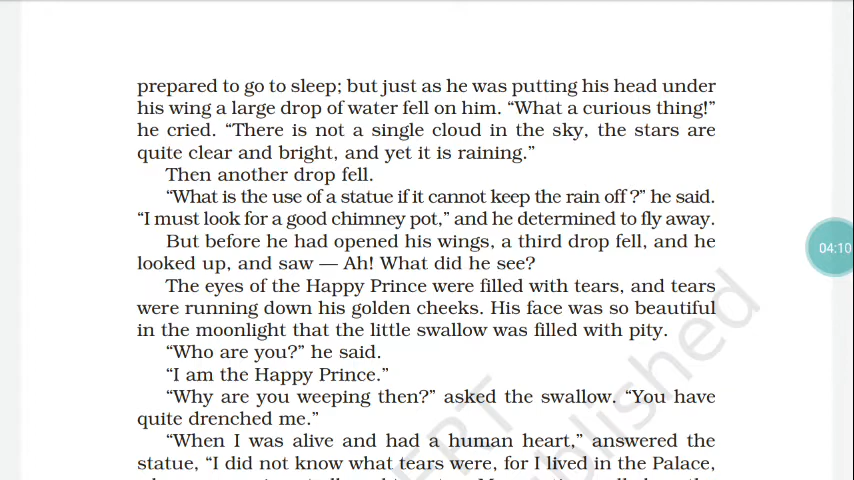 prepared to go to sleep; but just as he was putting his head under
his wing a large drop of water fell on him. “What a curious thing!”
he cried. “There is not a single cloud in the sky, the stars are
quite clear and bright, and yet it is raining.”
Then another drop fell.
“What is the use of a statue if it cannot keep the rain off ?” he said.
“I must look for a good chimney pot,” and he determined to fly away.
But before he had opened his wings, a third drop fell, and he
looked up, and saw — Ah! What did he see?
The eyes of the Happy Prince were filled with tears, and tears
were running down his golden cheeks. His face was so beautiful
in the moonlight that the little swallow was filled with pity.
“Who are you?” he said.
“I am the Happy Prince.”
“Why are you weeping then?” asked the swallow. “You have
quite drenched me.”
“When I was alive and had a human heart,” answered the
statue, “I did not know what tears were, for I lived in the Palace,
04:10